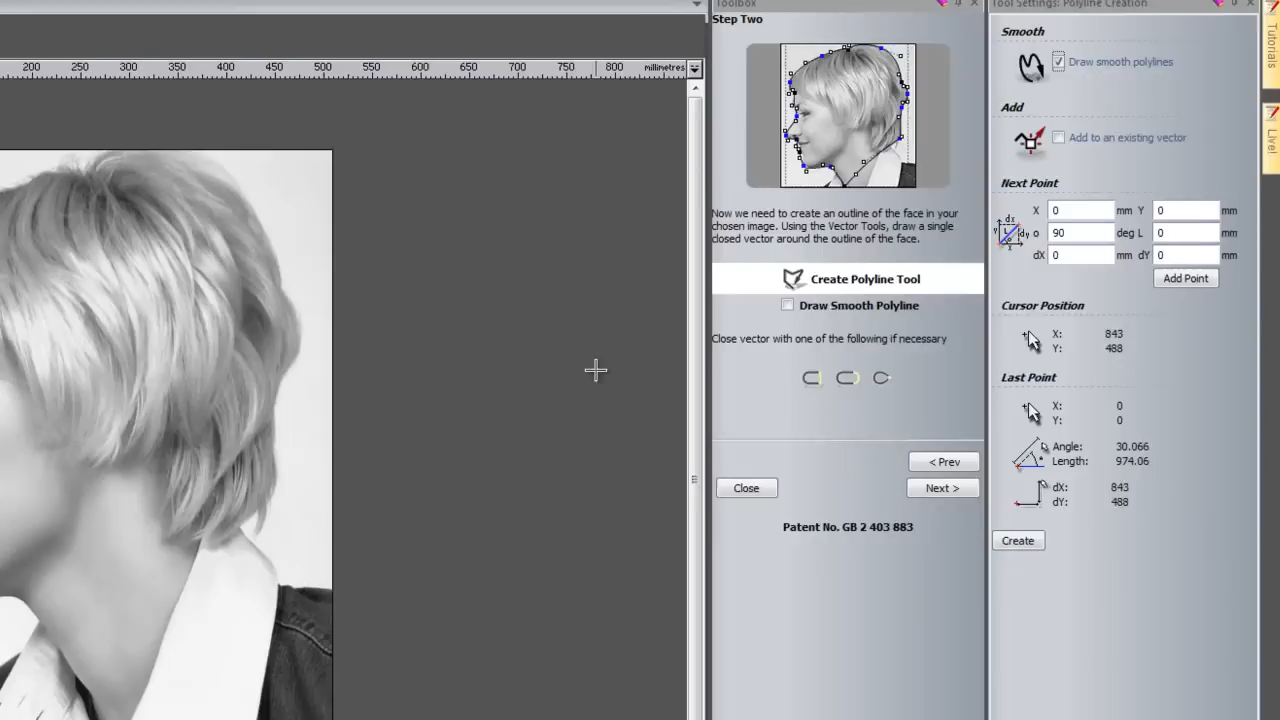 Toolbox
Tool Settings: Polyline Creation
200 250 300 350 400 450 500 550 600 650 700 750 800 millimetres
Step Two
Now we need to create an outline of the face in your
chosen image. Using the Vector Tools, draw a single
closed vector around the outline of the face.
Create Polyline Tool
Draw Smooth Polyline
Close vector with one of the following if necessary
< Prev
Close
Next >
Patent No. GB 2 403 883
Smooth
Draw smooth polylines
Add
Add to an existing vector
Next Point
X 0 mm Y 0 mm
o 90 deg L 0 mm
dX 0 mm dY 0 mm
Add Point
Cursor Position
X: 843
Y: 488
Last Point
X: 0
Y: 0
Angle: 30.066
Length: 974.06
dX: 843
dY: 488
Create
Tutorials
Live!